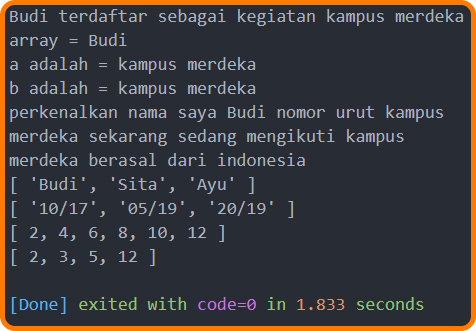 Budi terdaftar sebagai kegiatan kampus merdeka
array = Budi
a adalah = kampus merdeka
b adalah = kampus merdeka
perkenalkan nama saya Budi nomor urut kampus
merdeka sekarang sedang mengikuti kampus
merdeka berasal dari indonesia
[ 'Budi', 'Sita', 'Ayu' ]
[ '10/17', '05/19', '20/19' ]
[ 2, 4, 6, 8, 10, 12 ]
[ 2, 3, 5, 12 ]
[Done] exited with code=0 in 1.833 seconds